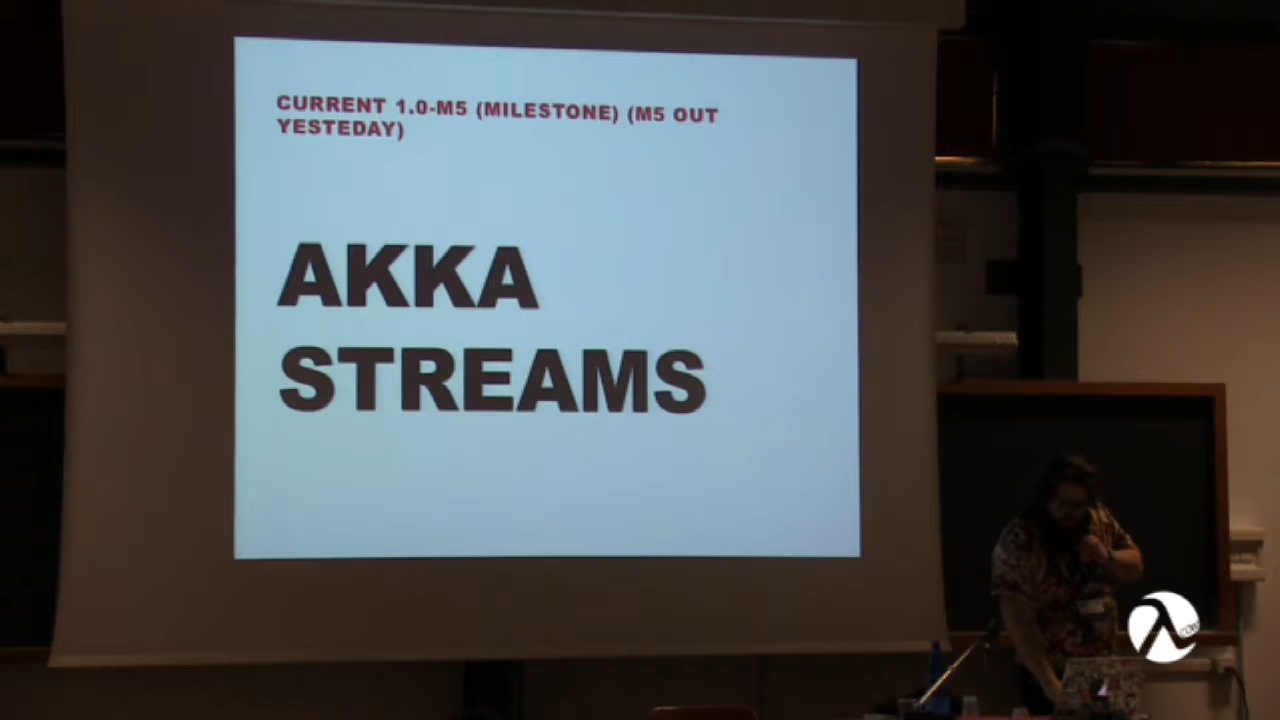 CURRENT 1.0-M5 (MILESTONE) (M5 OUT
YESTEDAY)
AKKA
STREAMS
λ